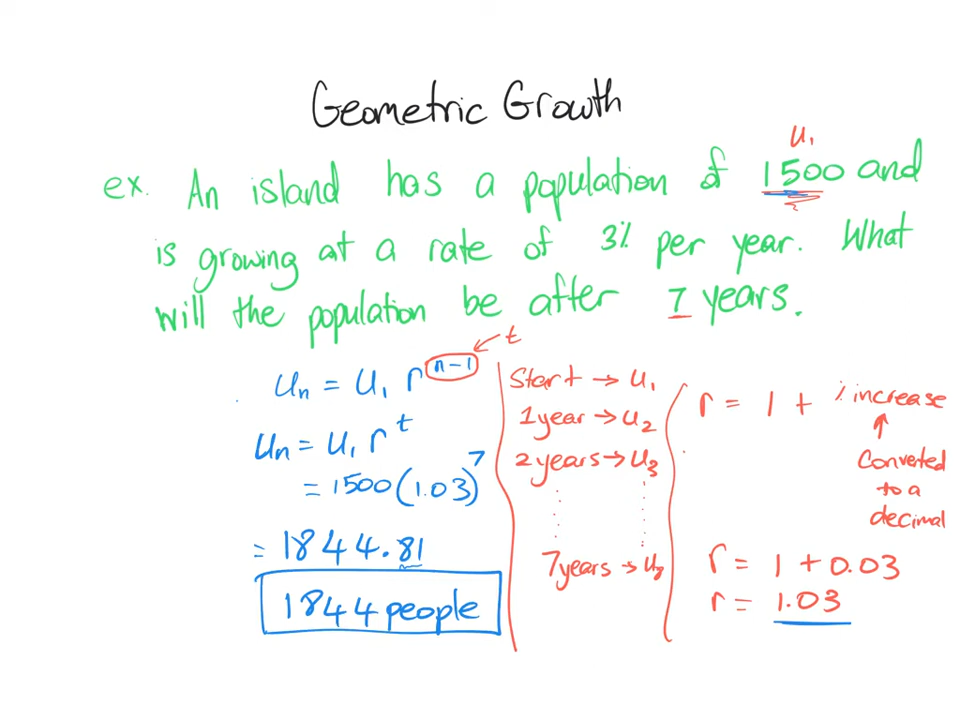 Geometric Growth
u₁
ex. An island has a population of 1500 and
is growing at a rate of 3% per year. What
will the population be after 7 years.
t
uₙ = u₁ r^(n-1)
uₙ = u₁ r^t
= 1500(1.03)^7
= 1844.81
1844 people
Start → u₁
1 year → u₂
2 years → u₃
7 years → u₈
r = 1 + % increase
Converted
to a
decimal
r = 1 + 0.03
r = 1.03